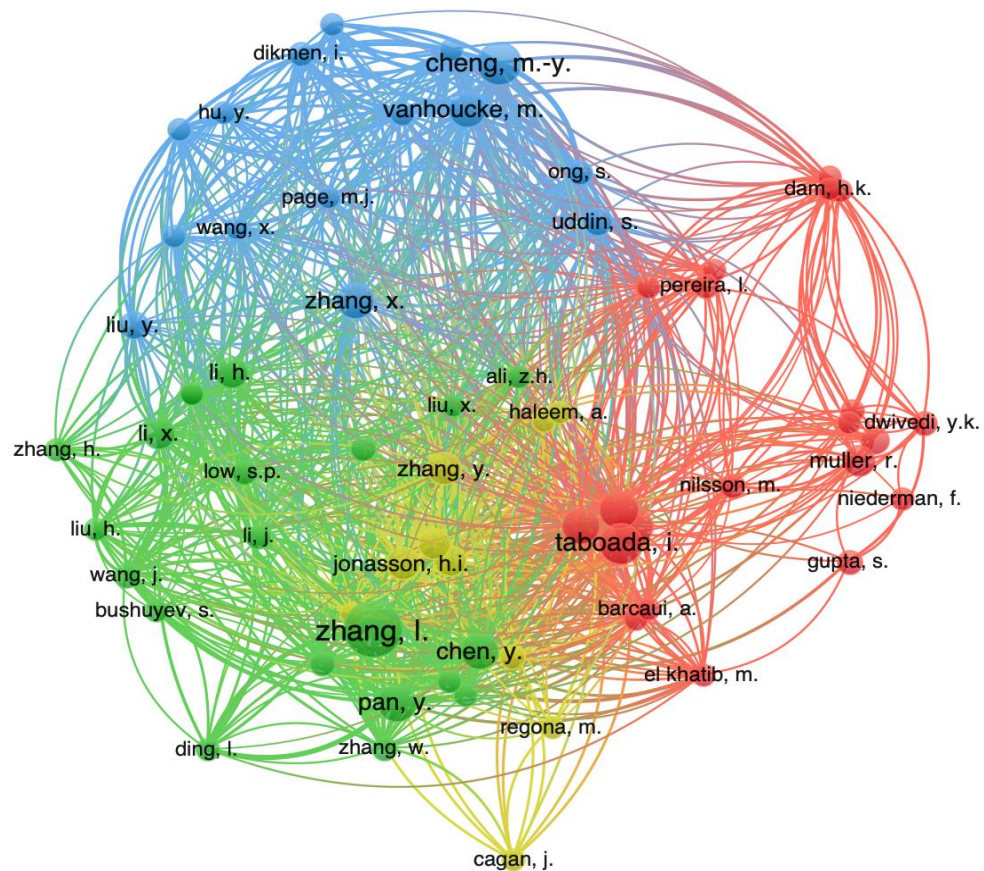 dikmen, i.
cheng, m.-y.
vanhoucke, m.
hu, y.
ong, s.
dam, h.k.
page, m.j.
uddin, s.
wang, x.
pereira, l.
zhang, x.
liu, y.
li, h.
ali, z.h.
liu, x.
haleem, a.
dwivedi, y.k.
li, x.
zhang, h.
muller, r.
low, s.p.
zhang, y.
nilsson, m.
niederman, f.
liu, h.
li, j.
taboada, i.
jonasson, h.i.
gupta, s.
wang, j.
bushuyev, s.
barcaui, a.
zhang, l.
chen, y.
el khatib, m.
pan, y.
regona, m.
ding, l.
zhang, w.
cagan, j.